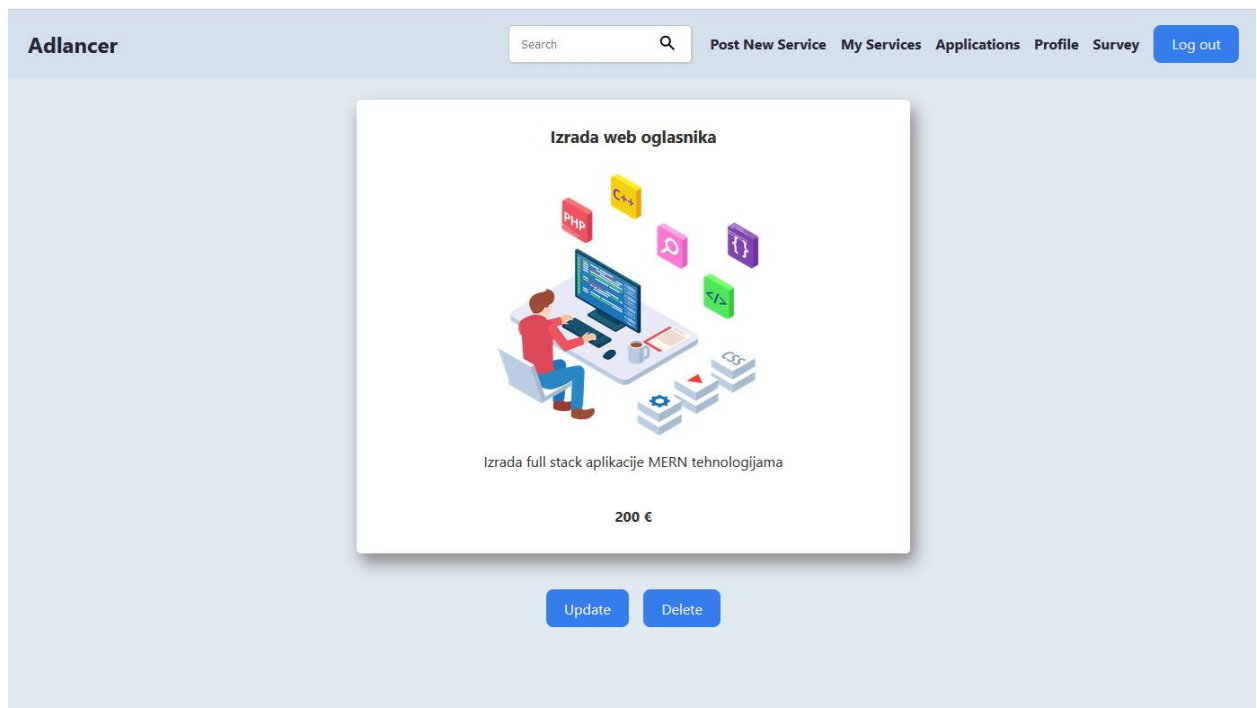 Adlancer
Search
Post New Service
My Services
Applications
Profile
Survey
Log out
Izrada web oglasnika
C++
PHP
{}
</>
CSS
Izrada full stack aplikacije MERN tehnologijama
200 €
Update
Delete